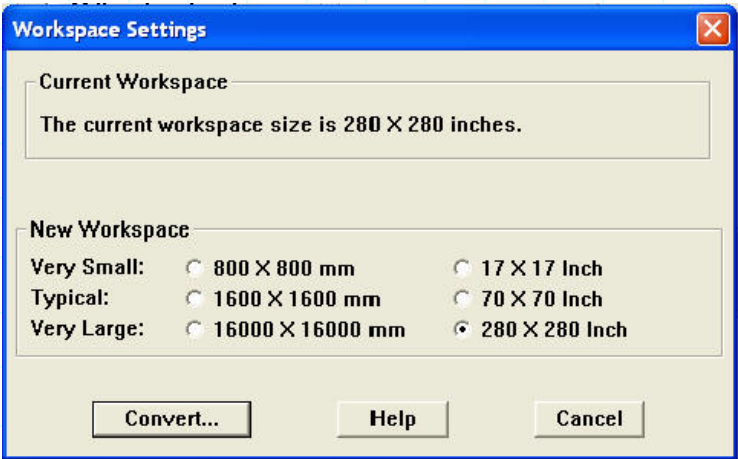 Workspace Settings
Current Workspace
The current workspace size is 280 X 280 inches.
New Workspace
Very Small: 800 X 800 mm 17 X 17 Inch
Typical: 1600 X 1600 mm 70 X 70 Inch
Very Large: 16000 X 16000 mm 280 X 280 Inch
Convert... Help Cancel